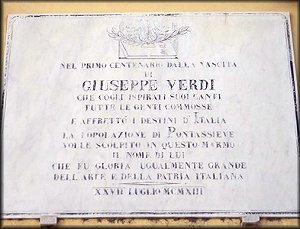 NEL PRIMO CENTENARIO DALLA NASCITA
DI
GIUSEPPE VERDI
CHE COGLI ISPIRATI SUOI CANTI
TUTTE LE GENTI COMMOSSE
E AFFRETTÒ I DESTINI D'ITALIA
LA POPOLAZIONE DI PONTASSIEVE
VOLLE SCOLPITO IN QUESTO MARMO
IL NOME DI LUI
CHE FU GLORIA UGUALMENTE GRANDE
DELL'ARTE E DELLA PATRIA ITALIANA
XXVII LUGLIO MCMXIII